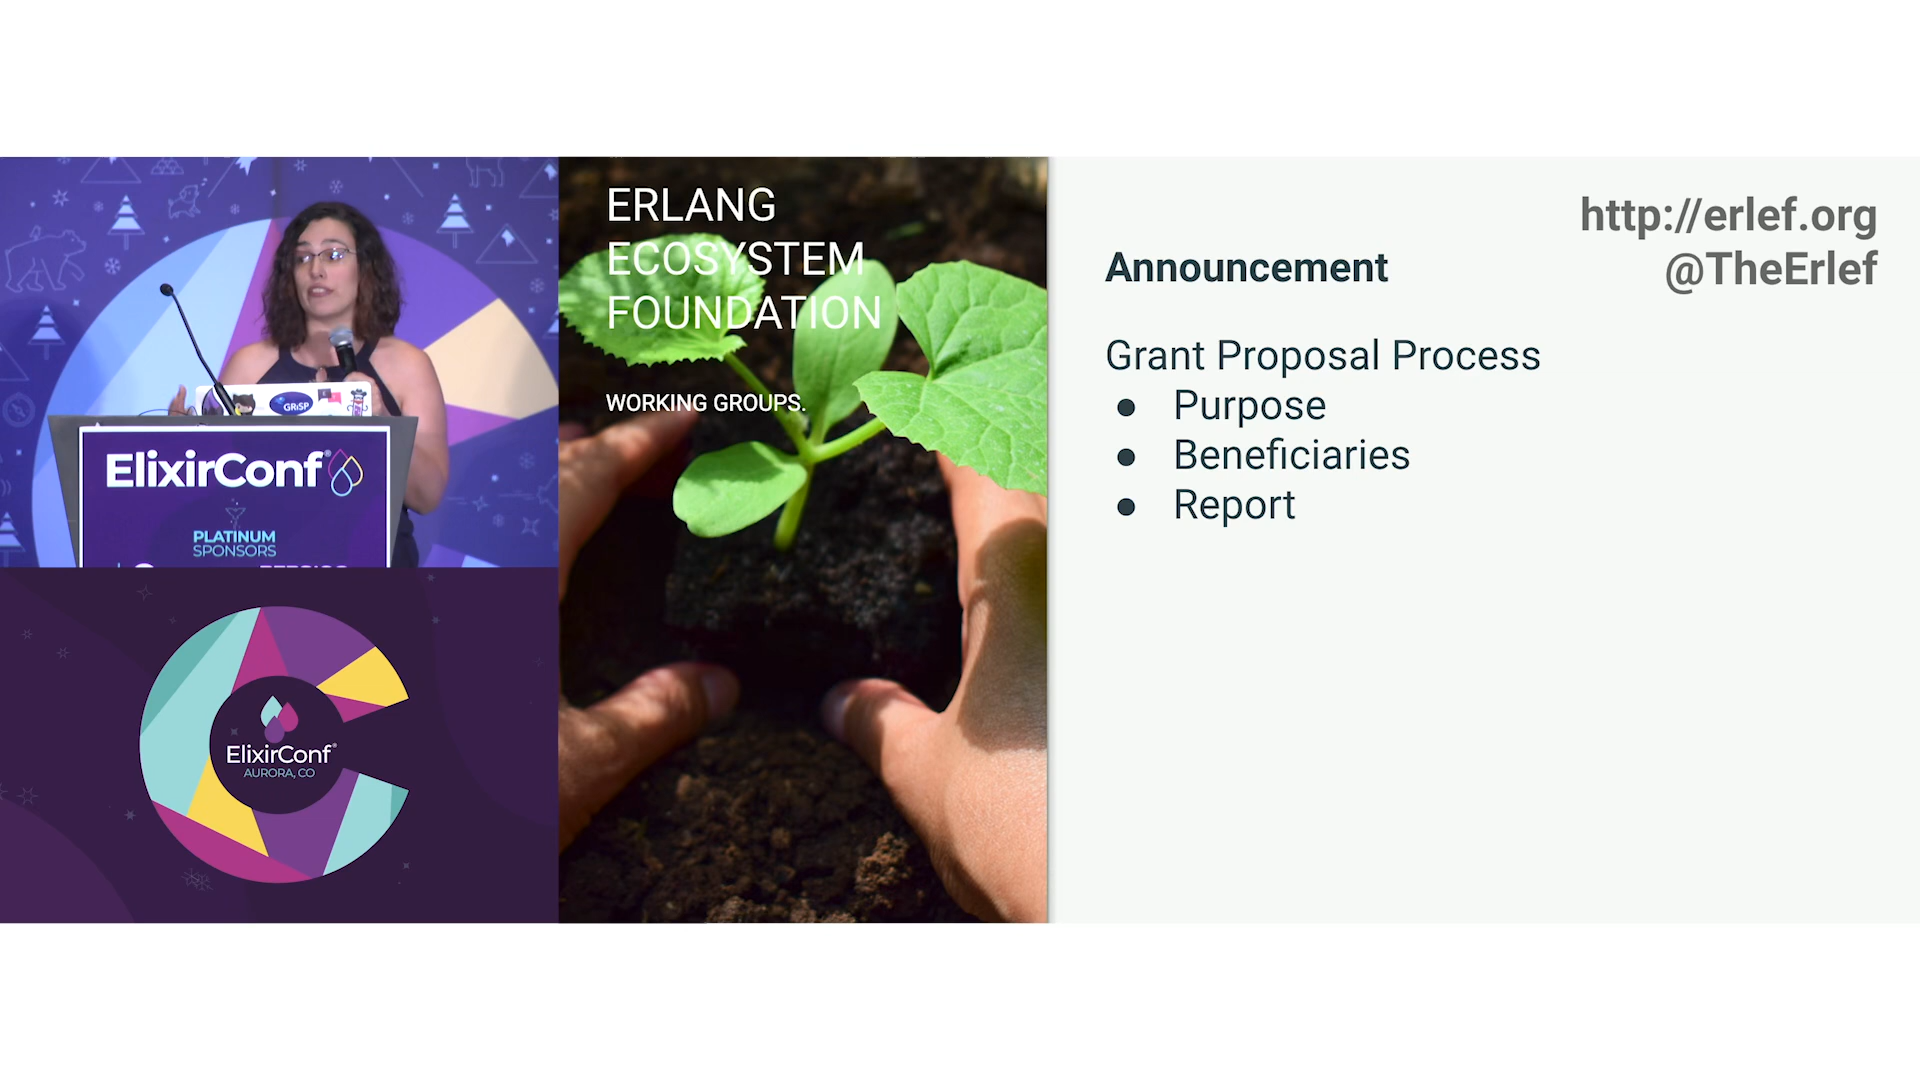 GRiSP
ElixirConf
PLATINUM
SPONSORS
ElixirConf
AURORA, CO
ERLANG
ECOSYSTEM
FOUNDATION
WORKING GROUPS.
http://erlef.org
@TheErlef
Announcement
Grant Proposal Process
● Purpose
● Beneficiaries
● Report